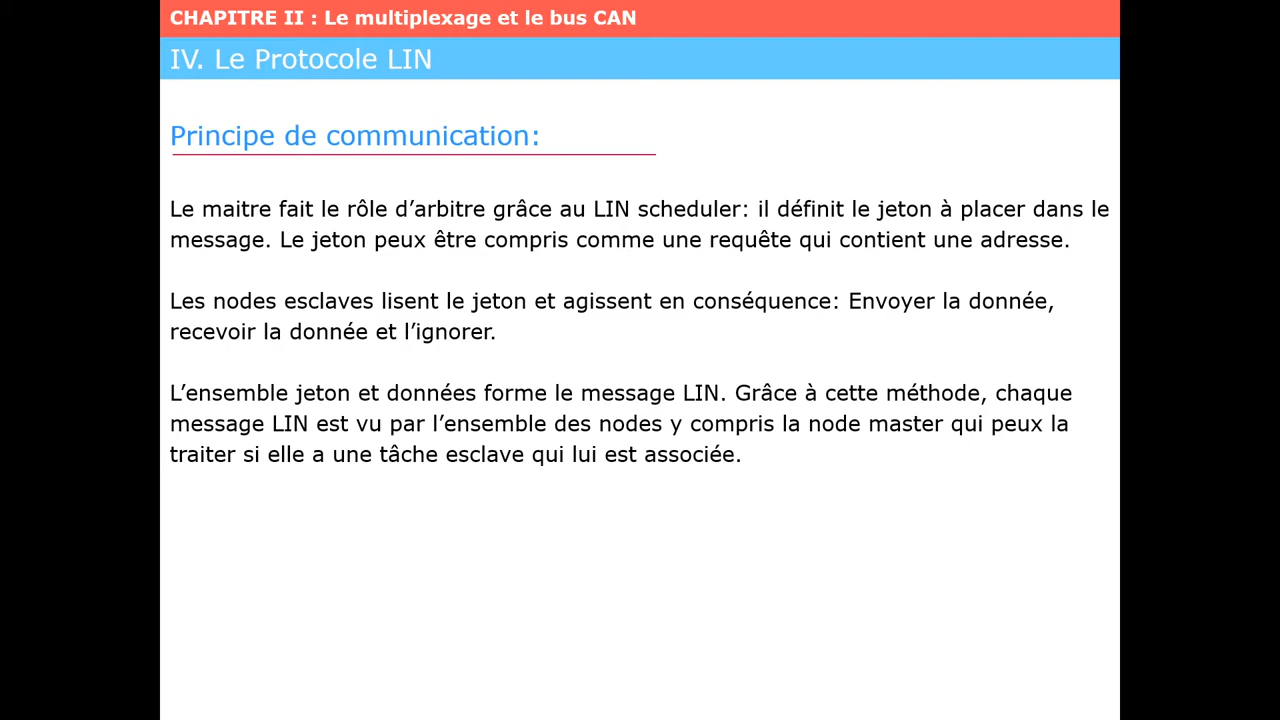 CHAPITRE II : Le multiplexage et le bus CAN
IV. Le Protocole LIN
Principe de communication:
Le maitre fait le rôle d’arbitre grâce au LIN scheduler: il définit le jeton à placer dans le
message. Le jeton peux être compris comme une requête qui contient une adresse.
Les nodes esclaves lisent le jeton et agissent en conséquence: Envoyer la donnée,
recevoir la donnée et l’ignorer.
L’ensemble jeton et données forme le message LIN. Grâce à cette méthode, chaque
message LIN est vu par l’ensemble des nodes y compris la node master qui peux la
traiter si elle a une tâche esclave qui lui est associée.